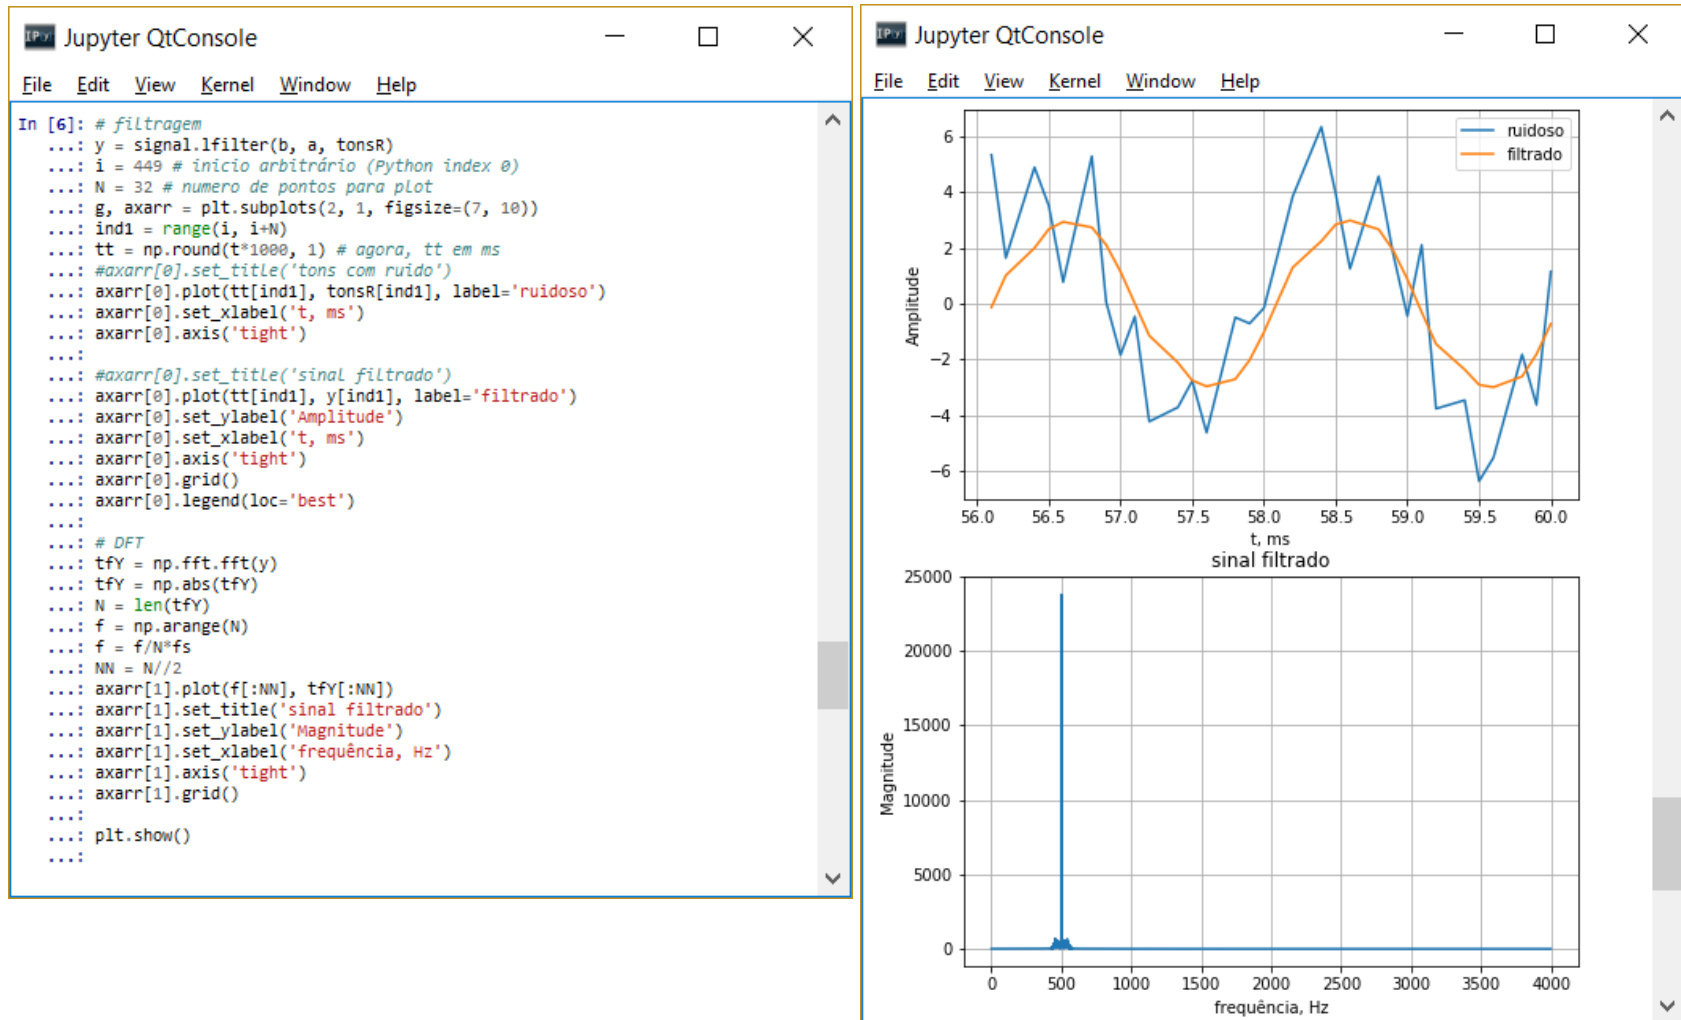 IP[y]: Jupyter QtConsole
File Edit View Kernel Window Help
In [6]: # filtragem
...: y = signal.lfilter(b, a, tonsR)
...: i = 449 # inicio arbitrário (Python index 0)
...: N = 32 # numero de pontos para plot
...: g, axarr = plt.subplots(2, 1, figsize=(7, 10))
...: ind1 = range(i, i+N)
...: tt = np.round(t*1000, 1) # agora, tt em ms
...: #axarr[0].set_title('tons com ruido')
...: axarr[0].plot(tt[ind1], tonsR[ind1], label='ruidoso')
...: axarr[0].set_xlabel('t, ms')
...: axarr[0].axis('tight')
...:
...: #axarr[0].set_title('sinal filtrado')
...: axarr[0].plot(tt[ind1], y[ind1], label='filtrado')
...: axarr[0].set_ylabel('Amplitude')
...: axarr[0].set_xlabel('t, ms')
...: axarr[0].axis('tight')
...: axarr[0].grid()
...: axarr[0].legend(loc='best')
...:
...: # DFT
...: tfY = np.fft.fft(y)
...: tfY = np.abs(tfY)
...: N = len(tfY)
...: f = np.arange(N)
...: f = f/N*fs
...: NN = N//2
...: axarr[1].plot(f[:NN], tfY[:NN])
...: axarr[1].set_title('sinal filtrado')
...: axarr[1].set_ylabel('Magnitude')
...: axarr[1].set_xlabel('frequência, Hz')
...: axarr[1].axis('tight')
...: axarr[1].grid()
...:
...: plt.show()
...:
IP[y]: Jupyter QtConsole
File Edit View Kernel Window Help
ruidoso
filtrado
6
4
2
0
−2
−4
−6
Amplitude
56.0 56.5 57.0 57.5 58.0 58.5 59.0 59.5 60.0
t, ms
sinal filtrado
25000
20000
15000
10000
5000
0
Magnitude
0 500 1000 1500 2000 2500 3000 3500 4000
frequência, Hz